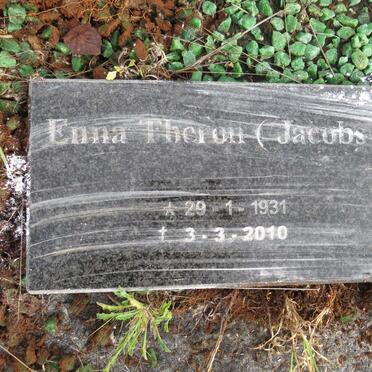 Enna Theron (Jacobs
* 29-1-1931
† 3-3-2010